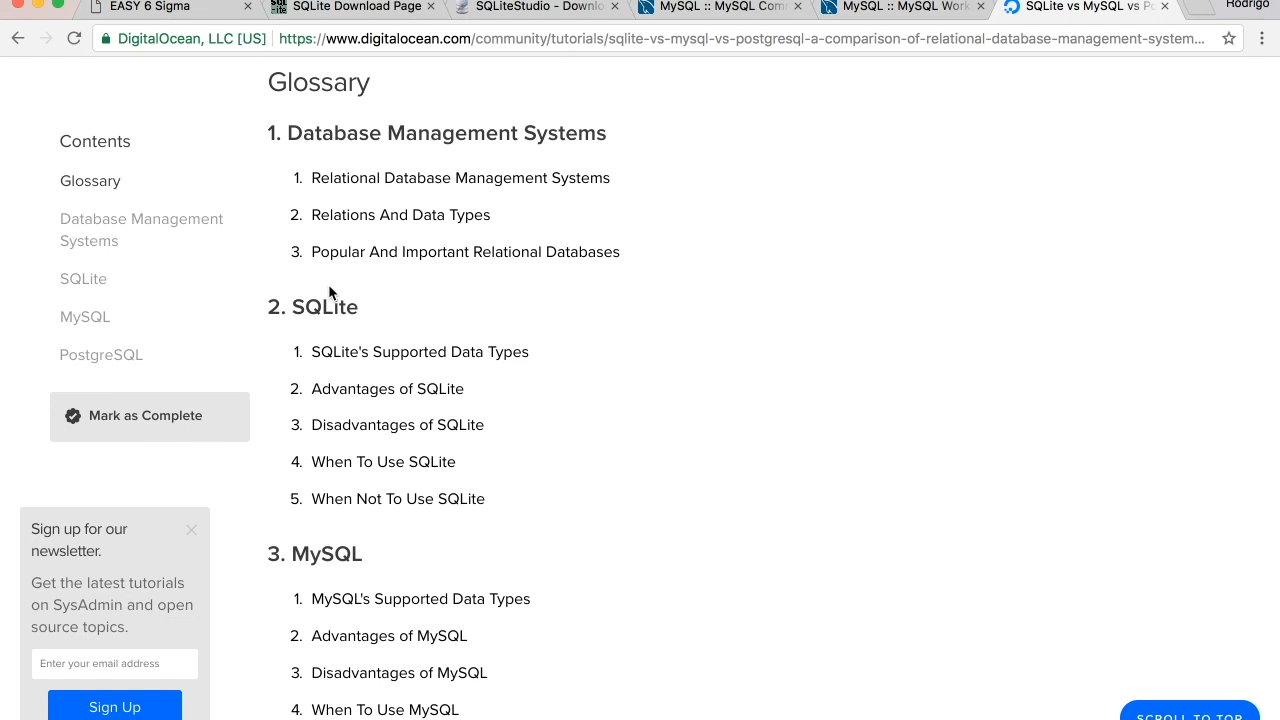 EASY 6 Sigma
SQLite Download Page
SQLiteStudio - Downlo
MySQL :: MySQL Com
MySQL :: MySQL Work
SQLite vs MySQL vs Po
Rodrigo
DigitalOcean, LLC [US]
https://www.digitalocean.com/community/tutorials/sqlite-vs-mysql-vs-postgresql-a-comparison-of-relational-database-management-system...
Glossary
1. Database Management Systems
1. Relational Database Management Systems
2. Relations And Data Types
3. Popular And Important Relational Databases
2. SQLite
1. SQLite's Supported Data Types
2. Advantages of SQLite
3. Disadvantages of SQLite
4. When To Use SQLite
5. When Not To Use SQLite
3. MySQL
1. MySQL's Supported Data Types
2. Advantages of MySQL
3. Disadvantages of MySQL
4. When To Use MySQL
Contents
Glossary
Database Management
Systems
SQLite
MySQL
PostgreSQL
Mark as Complete
Sign up for our
newsletter.
Get the latest tutorials
on SysAdmin and open
source topics.
Enter your email address
Sign Up
SCROLL TO TOP